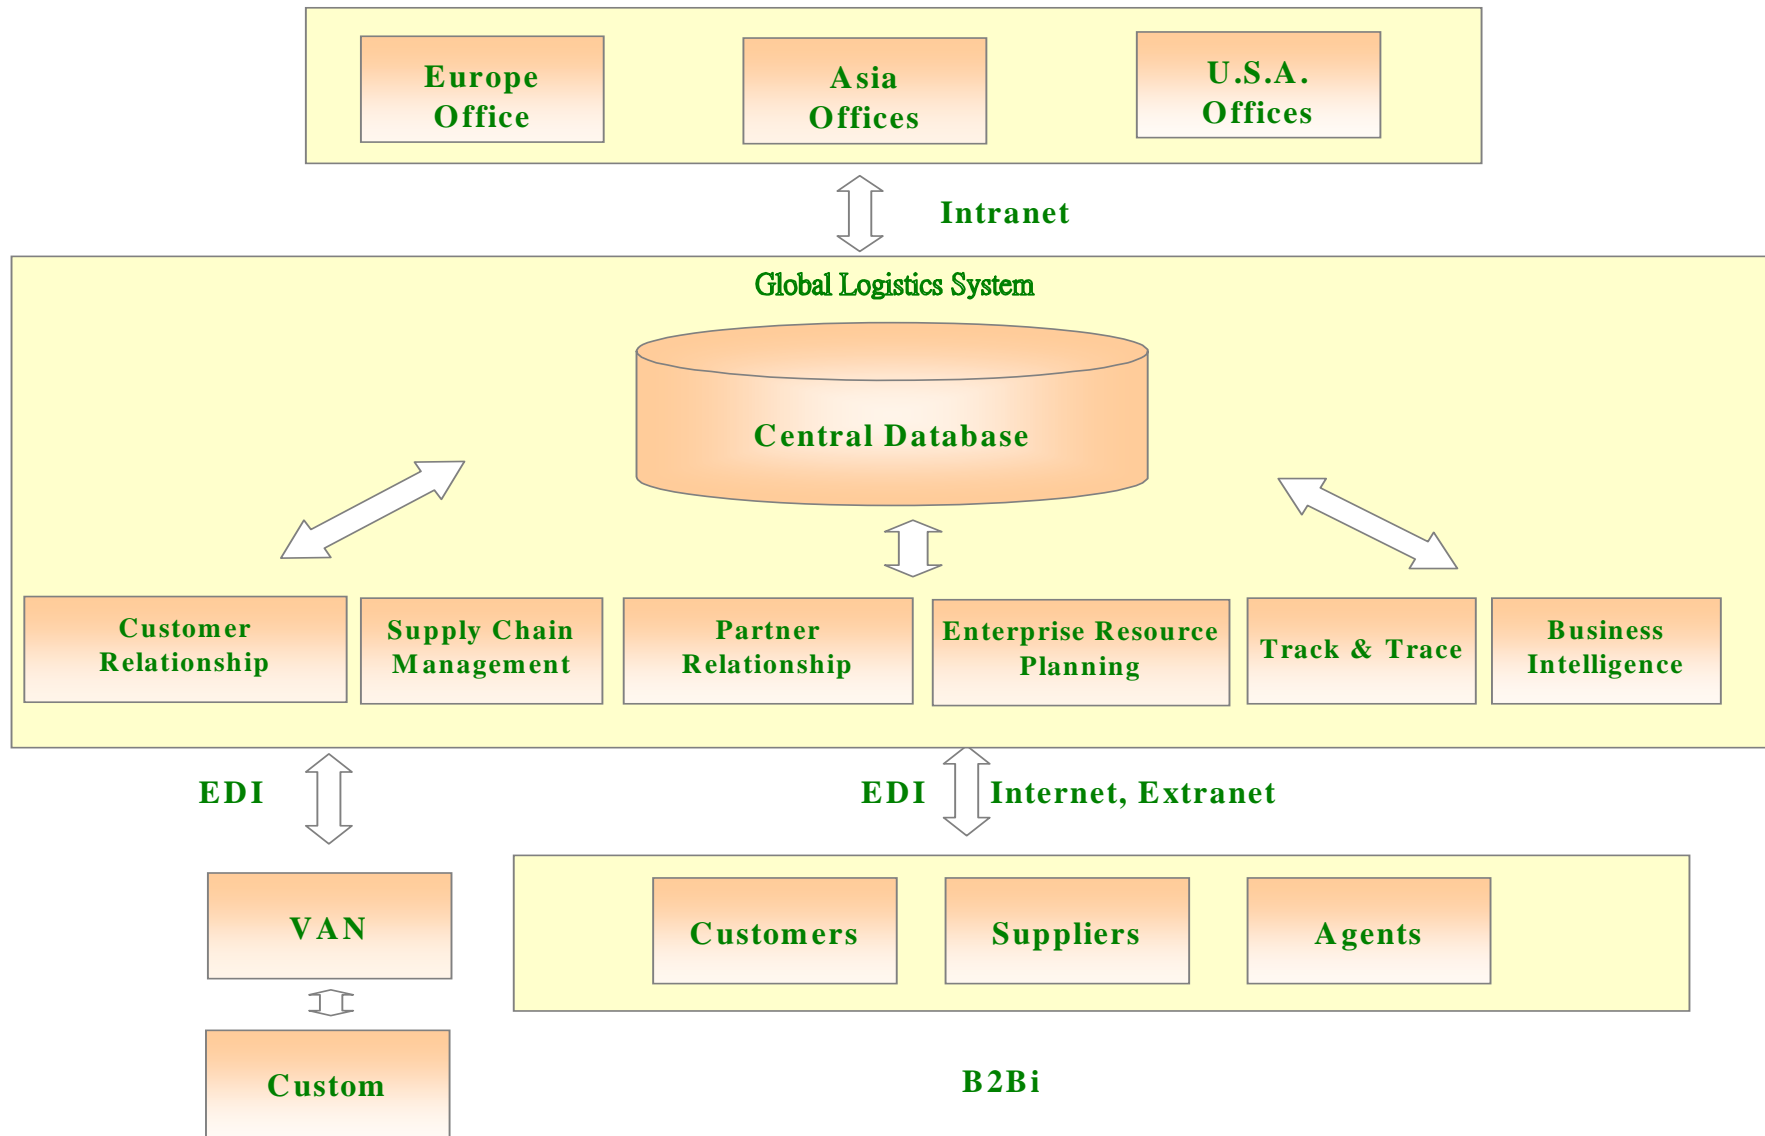 Europe
Office
Asia
Offices
U.S.A.
Offices
Intranet
Global Logistics System
Central Database
Customer
Relationship
Supply Chain
Management
Partner
Relationship
Enterprise Resource
Planning
Track & Trace
Business
Intelligence
EDI
EDI
Internet, Extranet
VAN
Customers
Suppliers
Agents
Custom
B2Bi